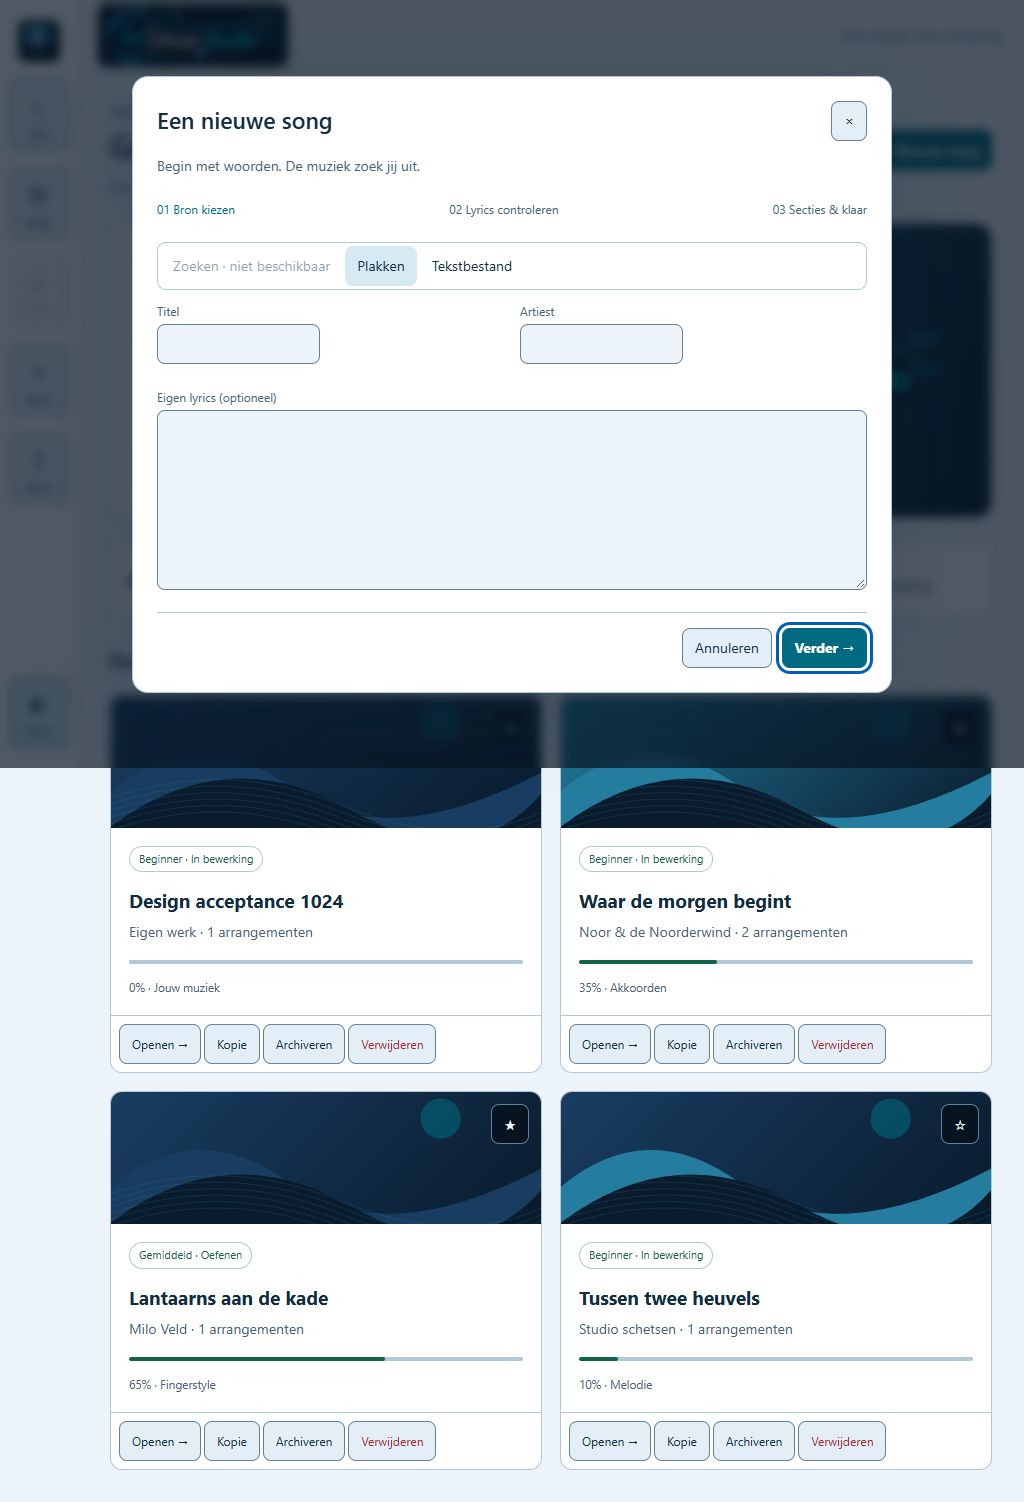 Een nieuwe song
×
Begin met woorden. De muziek zoek jij uit.
01 Bron kiezen 02 Lyrics controleren 03 Secties & klaar
Zoeken · niet beschikbaar Plakken Tekstbestand
Titel Artiest
Eigen lyrics (optioneel)
Annuleren Verder →
Beginner · In bewerking
Design acceptance 1024
Eigen werk · 1 arrangementen
0% · Jouw muziek
Openen → Kopie Archiveren Verwijderen
Beginner · In bewerking
Waar de morgen begint
Noor & de Noorderwind · 2 arrangementen
35% · Akkoorden
Openen → Kopie Archiveren Verwijderen
★
Gemiddeld · Oefenen
Lantaarns aan de kade
Milo Veld · 1 arrangementen
65% · Fingerstyle
Openen → Kopie Archiveren Verwijderen
☆
Beginner · In bewerking
Tussen twee heuvels
Studio schetsen · 1 arrangementen
10% · Melodie
Openen → Kopie Archiveren Verwijderen